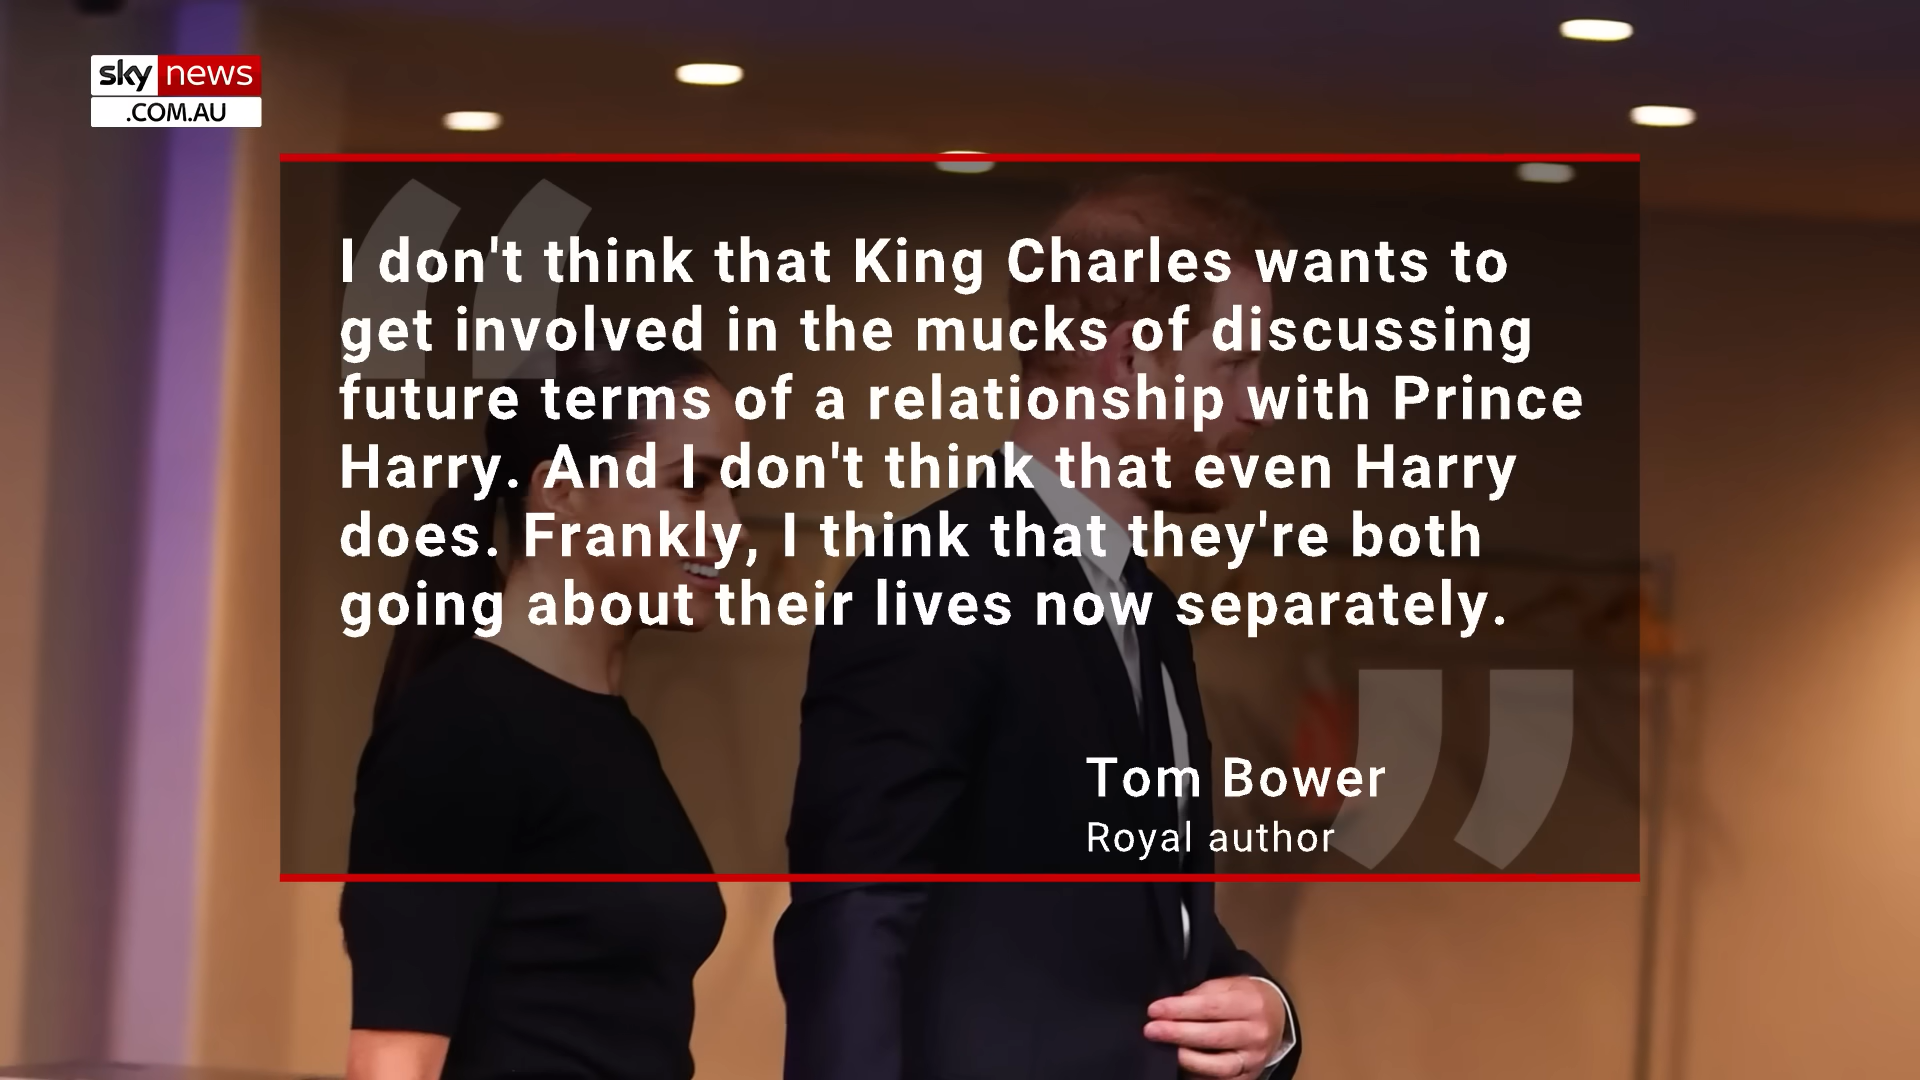 sky news
.COM.AU
I don't think that King Charles wants to
get involved in the mucks of discussing
future terms of a relationship with Prince
Harry. And I don't think that even Harry
does. Frankly, I think that they're both
going about their lives now separately.
Tom Bower
Royal author